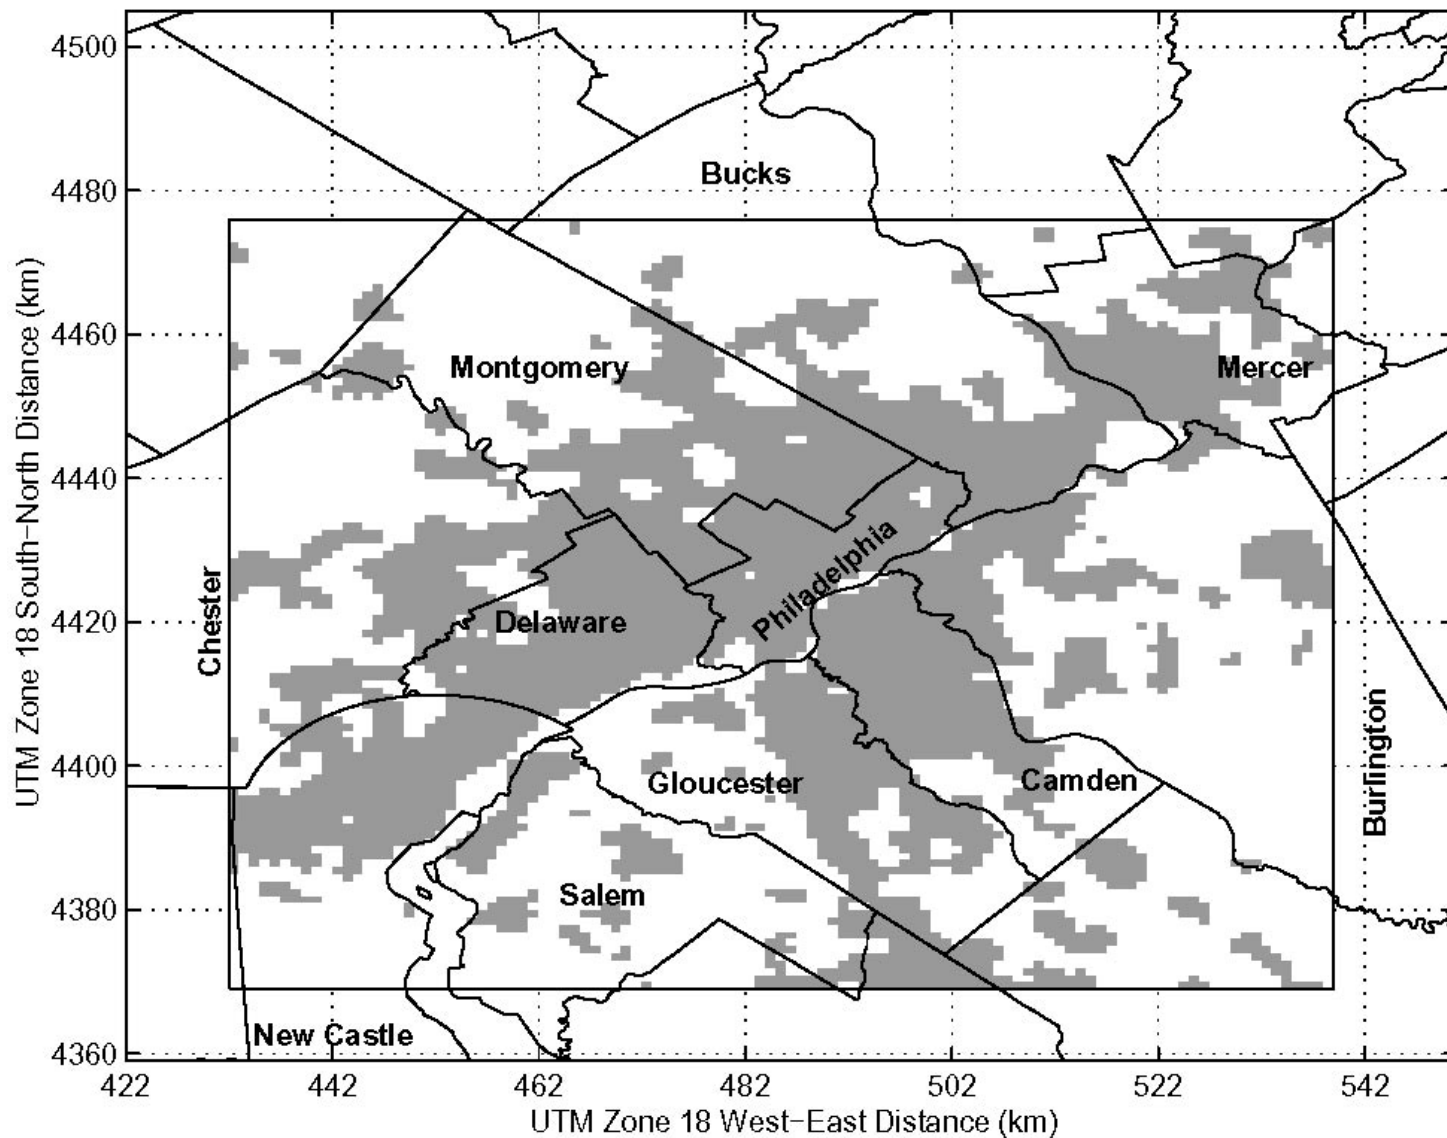 4500
4480
4460
4440
4420
4400
4380
4360
UTM Zone 18 South−North Distance (km)
Bucks
Montgomery
Mercer
Philadelphia
Delaware
Chester
Gloucester
Camden
Burlington
Salem
New Castle
422
442
462
482
502
522
542
UTM Zone 18 West−East Distance (km)